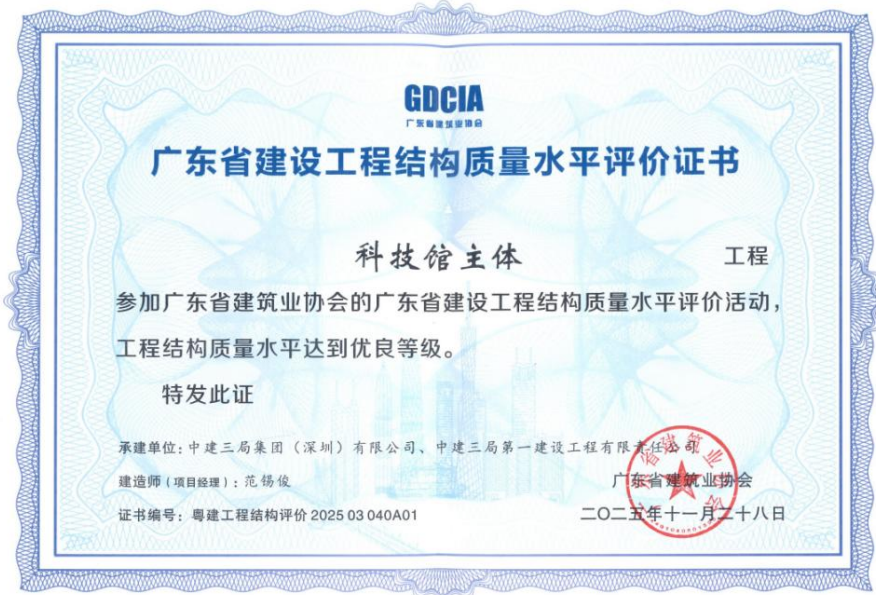 GDCIA
广东省建筑业协会
广东省建设工程结构质量水平评价证书
科技馆主体 工程
参加广东省建筑业协会的广东省建设工程结构质量水平评价活动，
工程结构质量水平达到优良等级。
特发此证
承建单位：中建三局集团（深圳）有限公司、中建三局第一建设工程有限责任公司
建造师（项目经理）：范锡俊
广东省建筑业协会
证书编号：粤建工程结构评价 2025 03 040A01
二〇二五年十一月二十八日